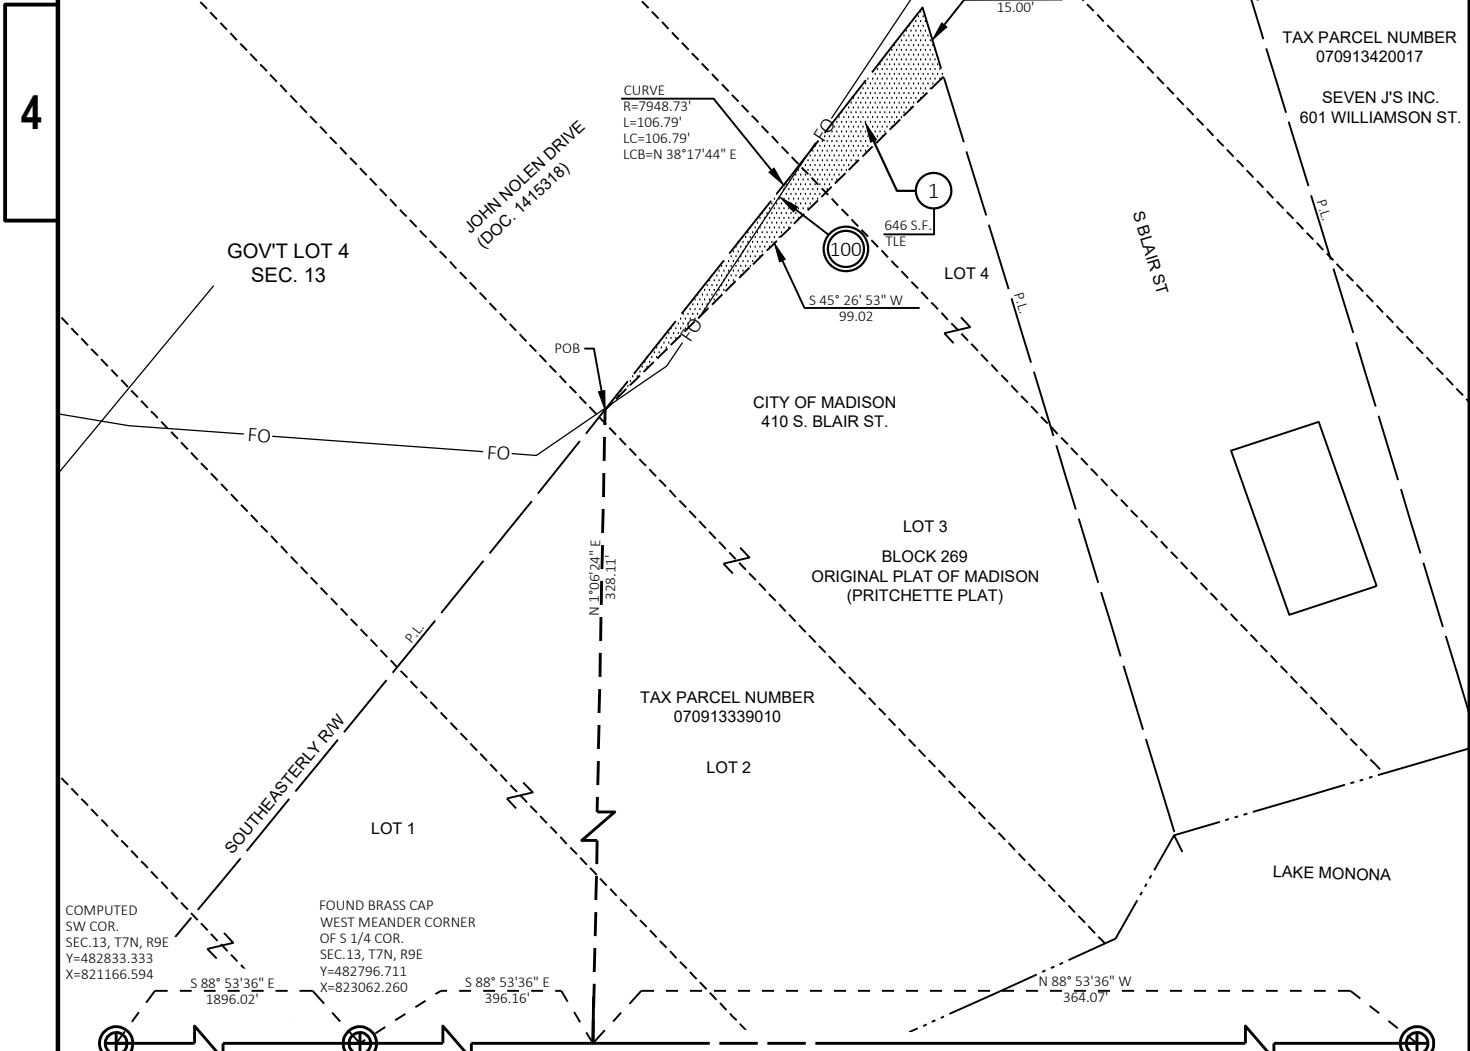 4
15.00'
TAX PARCEL NUMBER
070913420017
SEVEN J'S INC.
601 WILLIAMSON ST.
CURVE
R=7948.73'
L=106.79'
LC=106.79'
LCB=N 38°17'44" E
FO
JOHN NOLEN DRIVE
(DOC. 1415318)
1
646 S.F.
TLE
100
GOV'T LOT 4
SEC. 13
LOT 4
S BLAIR ST
P.L.
P.L.
S 45° 26' 53" W
99.02
FO
POB
CITY OF MADISON
410 S. BLAIR ST.
FO
FO
LOT 3
BLOCK 269
ORIGINAL PLAT OF MADISON
(PRITCHETTE PLAT)
N 1°06'24" E
328.11'
P.L.
TAX PARCEL NUMBER
070913339010
LOT 2
SOUTHEASTERLY R/W
LOT 1
LAKE MONONA
COMPUTED
SW COR.
SEC.13, T7N, R9E
Y=482833.333
X=821166.594
FOUND BRASS CAP
WEST MEANDER CORNER
OF S 1/4 COR.
SEC.13, T7N, R9E
Y=482796.711
X=823062.260
S 88° 53'36" E
1896.02'
S 88° 53'36" E
396.16'
N 88° 53'36" W
364.07'